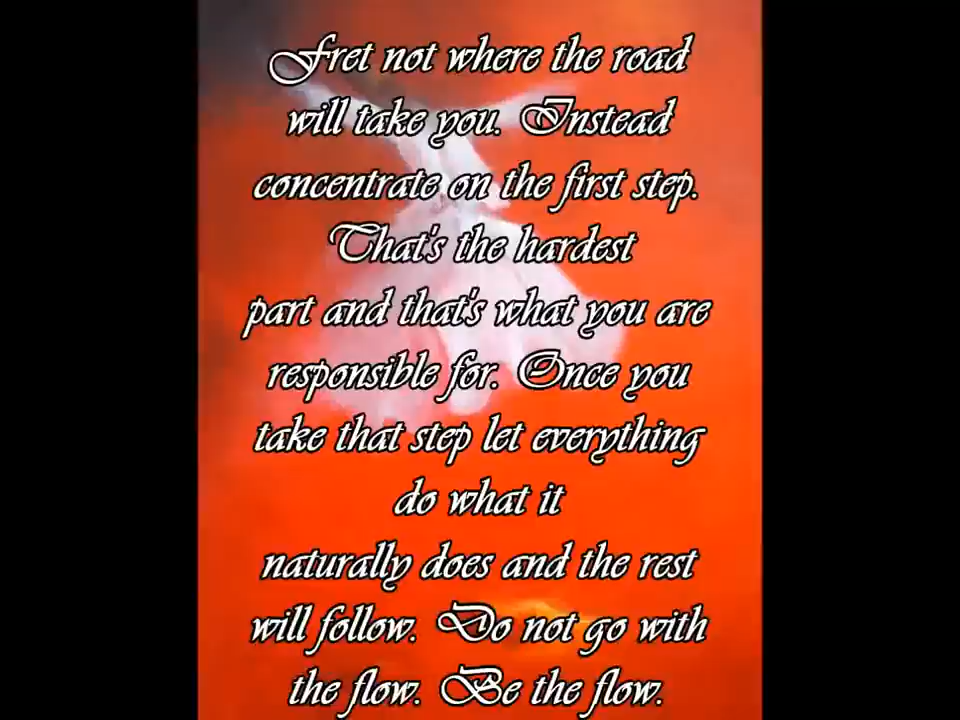 Fret not where the road
will take you. Instead
concentrate on the first step.
That's the hardest
part and that's what you are
responsible for. Once you
take that step let everything
do what it
naturally does and the rest
will follow. Do not go with
the flow. Be the flow.